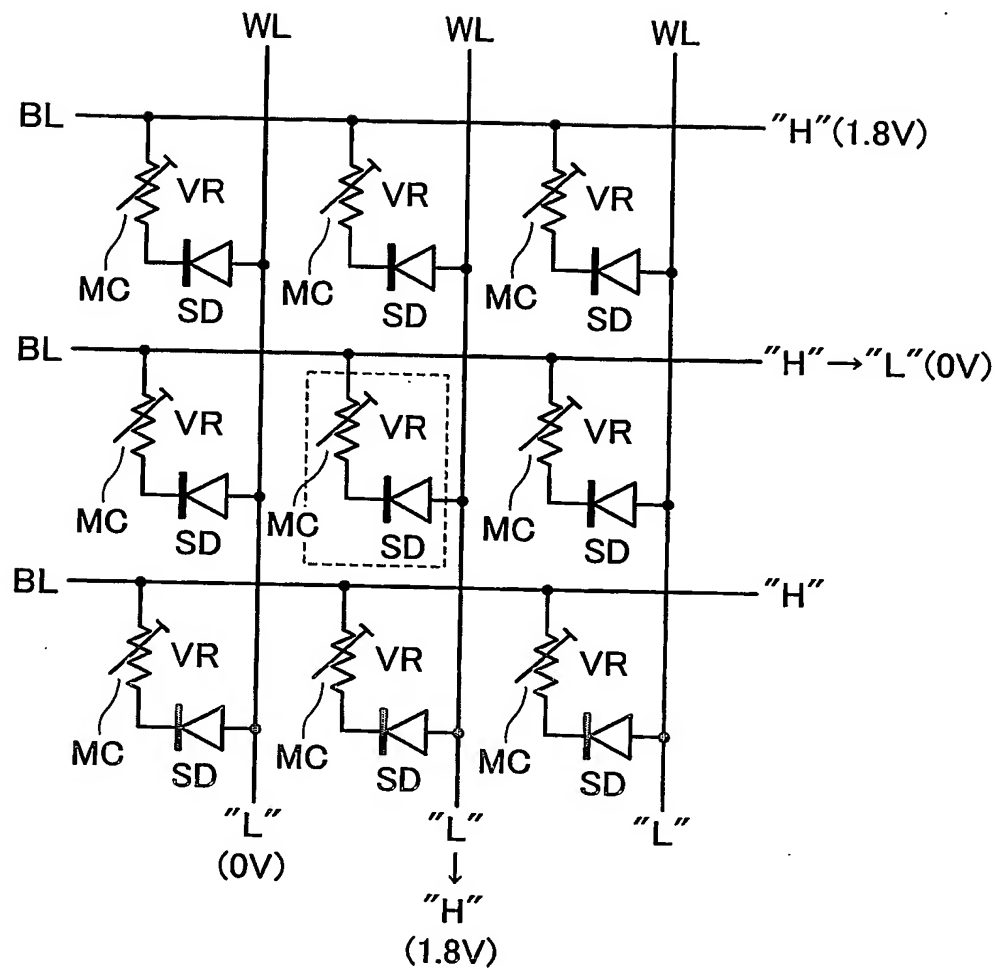 WL WL WL
BL "H"(1.8V)
VR VR VR
MC MC MC
SD SD SD
BL "H"→"L"(0V)
VR VR VR
MC MC MC
SD SD SD
BL "H"
VR VR VR
MC MC MC
SD SD SD
"L" "L" "L"
(0V) ↓
"H"
(1.8V)